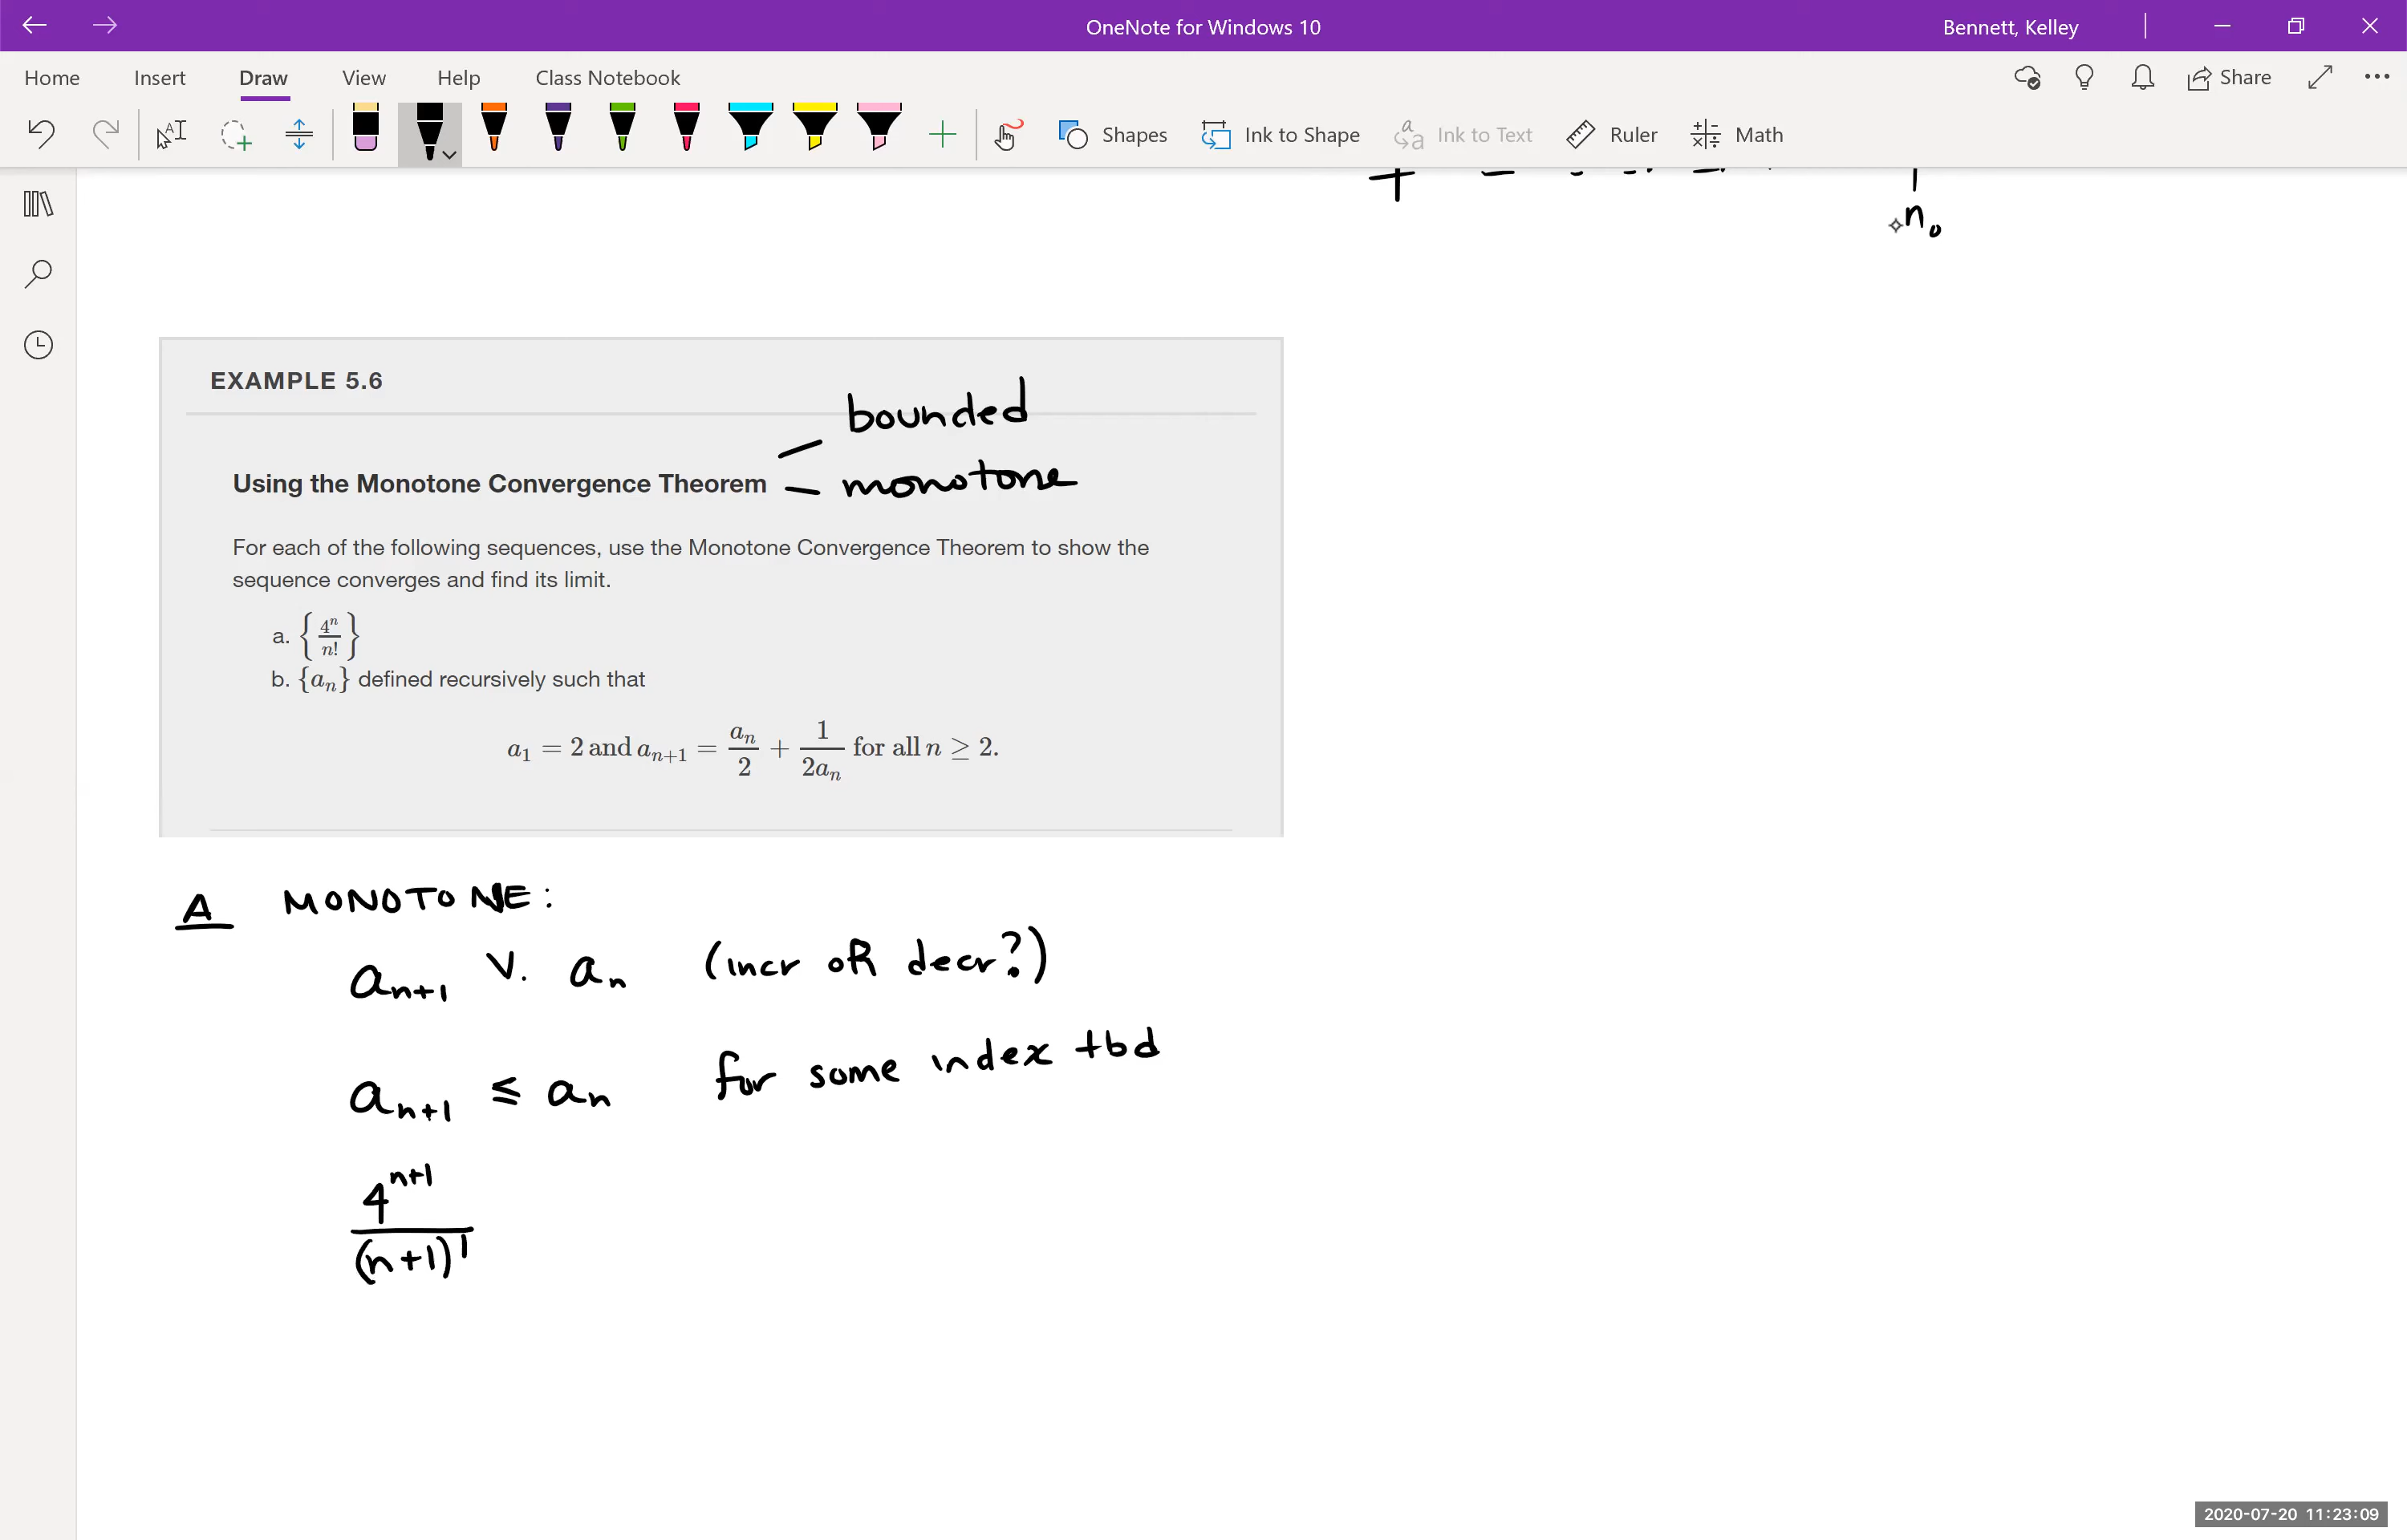 OneNote for Windows 10
Bennett, Kelley
Home Insert Draw View Help Class Notebook
Share
Shapes Ink to Shape Ink to Text Ruler Math
n₀
EXAMPLE 5.6
bounded
Using the Monotone Convergence Theorem
monotone
For each of the following sequences, use the Monotone Convergence Theorem to show the
sequence converges and find its limit.
a. {4ⁿ/n!}
b. {aₙ} defined recursively such that
a₁ = 2 and aₙ₊₁ = aₙ/2 + 1/(2aₙ) for all n ≥ 2.
A MONOTONE:
aₙ₊₁ v. aₙ (incr OR decr?)
aₙ₊₁ ≤ aₙ for some index tbd
4ⁿ⁺¹
(n+1)!
2020-07-20 11:23:09